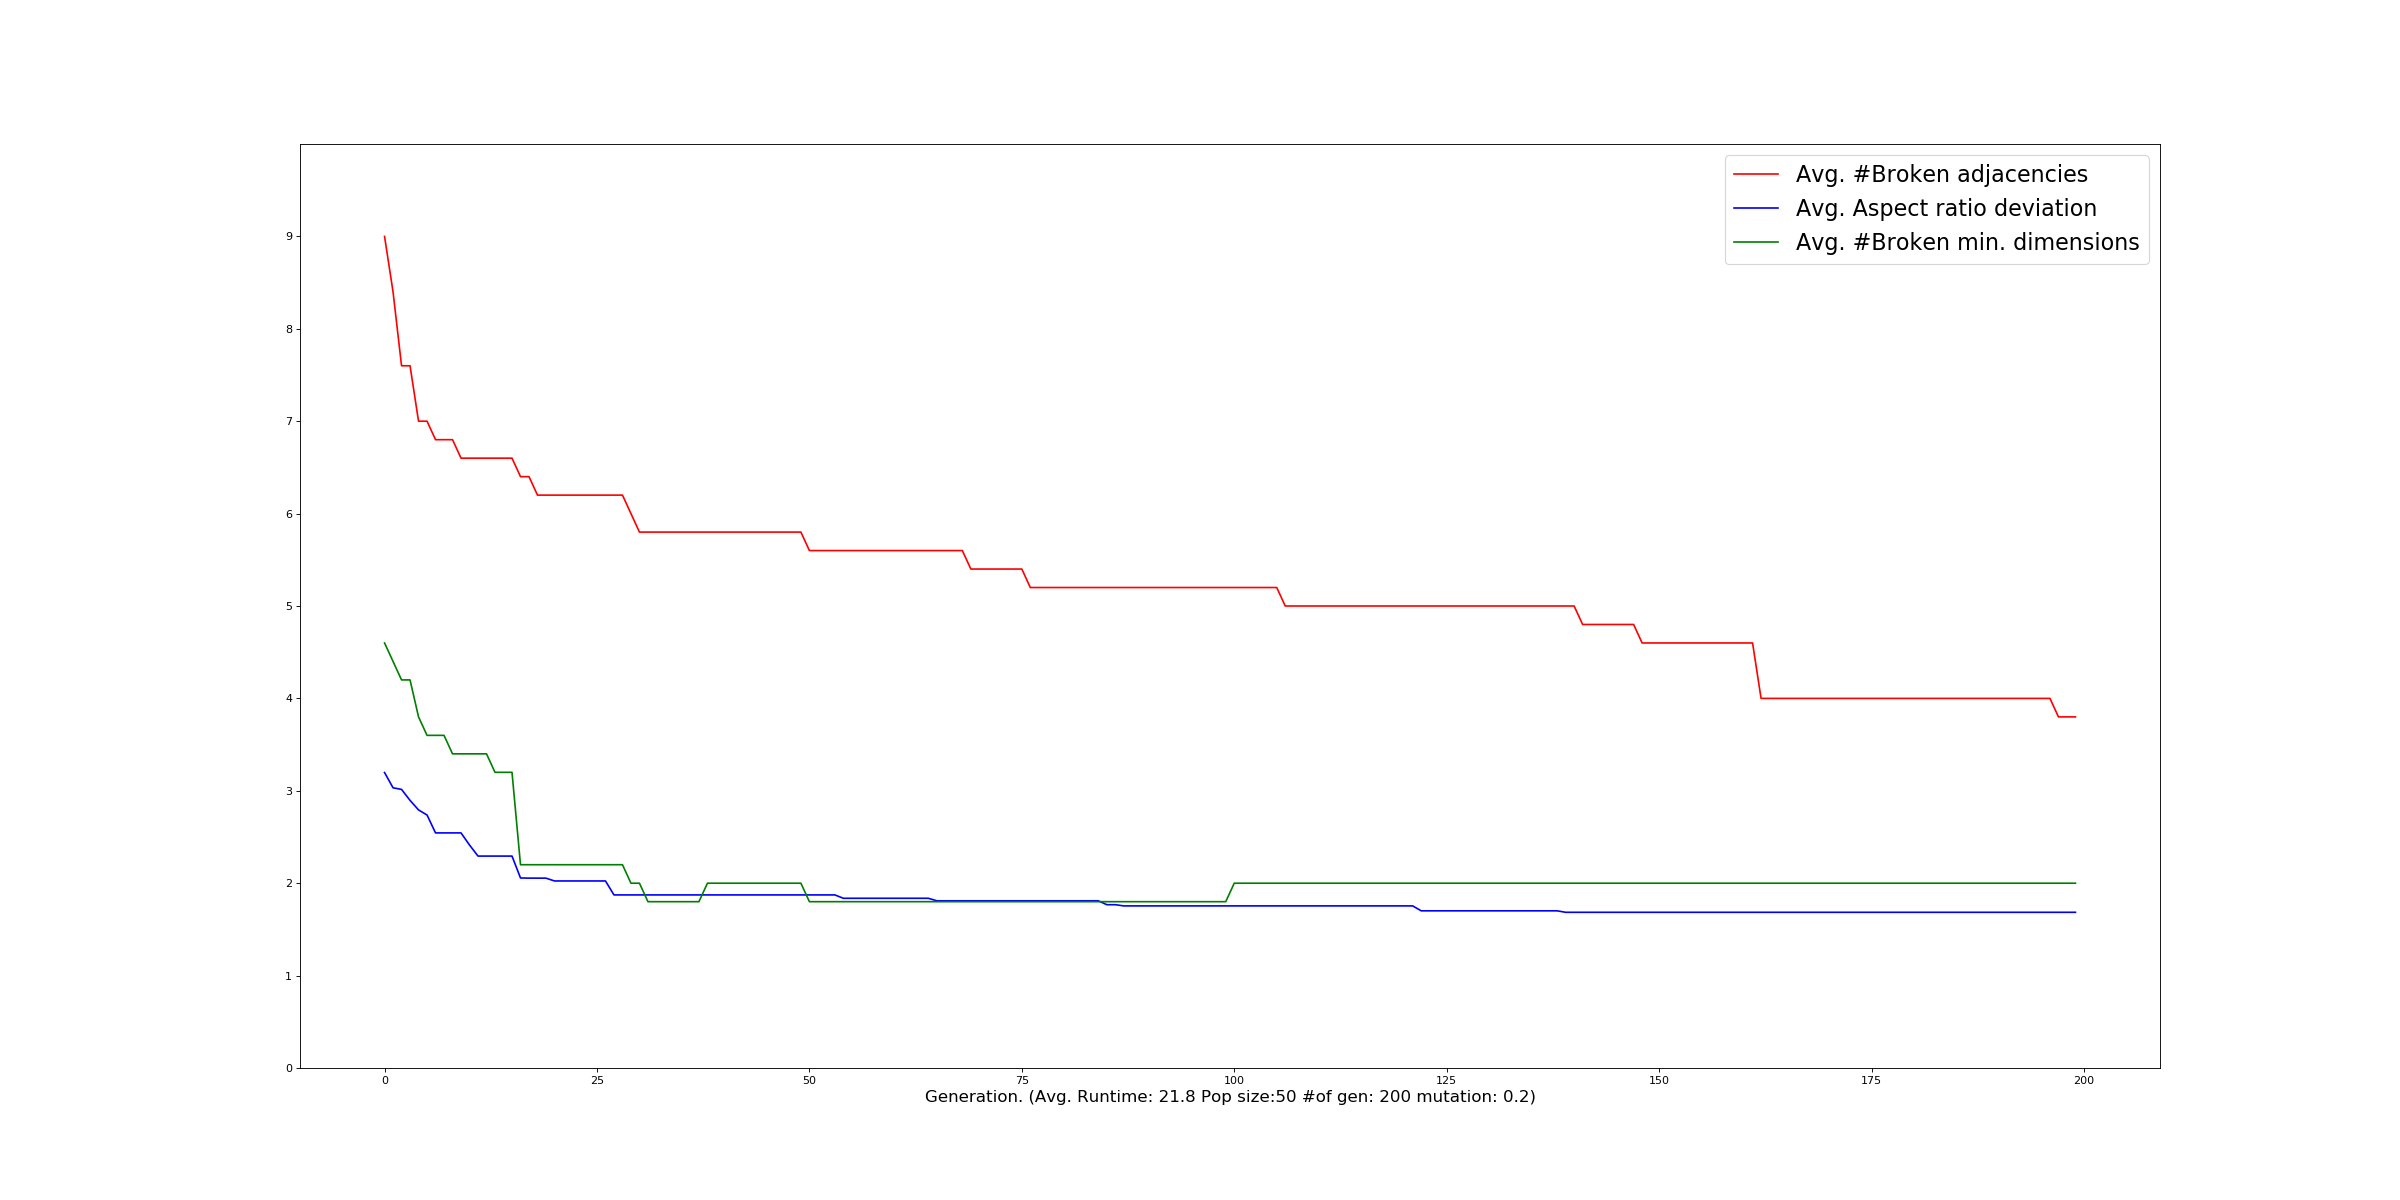 Avg. #Broken adjacencies
Avg. Aspect ratio deviation
Avg. #Broken min. dimensions
9
8
7
6
5
4
3
2
1
0
0 25 50 75 100 125 150 175 200
Generation. (Avg. Runtime: 21.8 Pop size:50 #of gen: 200 mutation: 0.2)